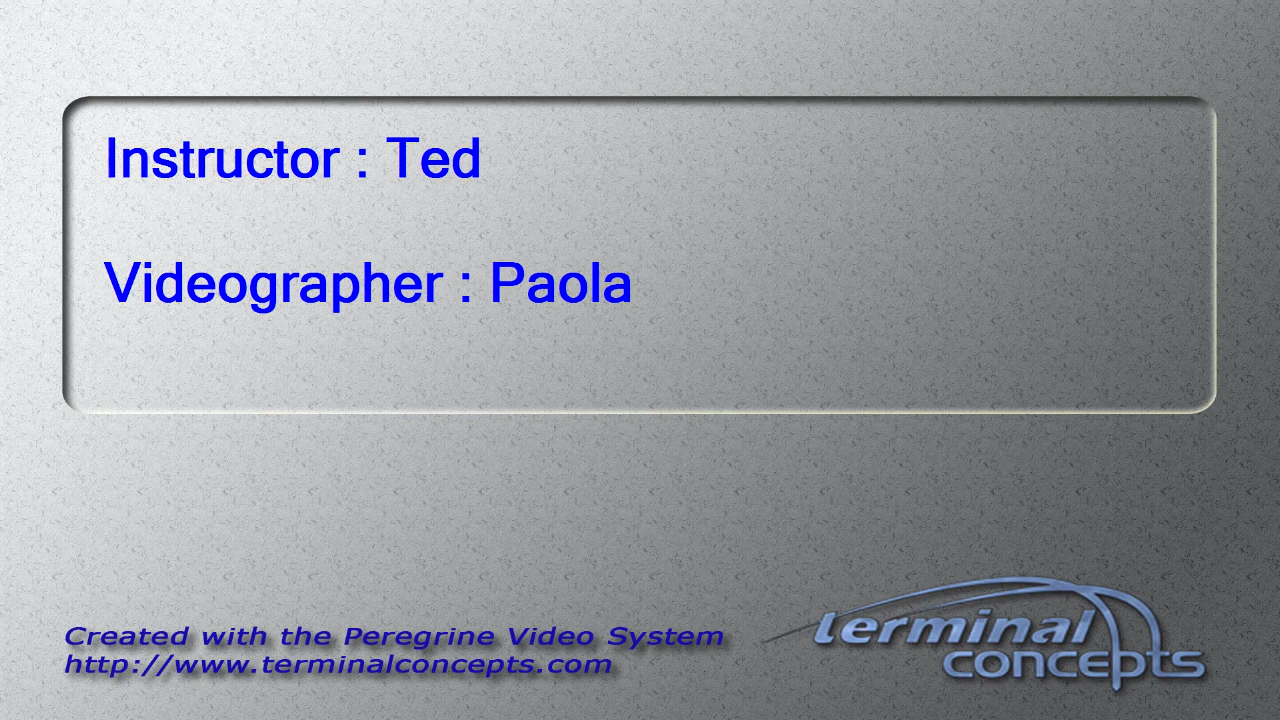 Instructor : Ted
Videographer : Paola
Created with the Peregrine Video System
http://www.terminalconcepts.com
terminal
concepts